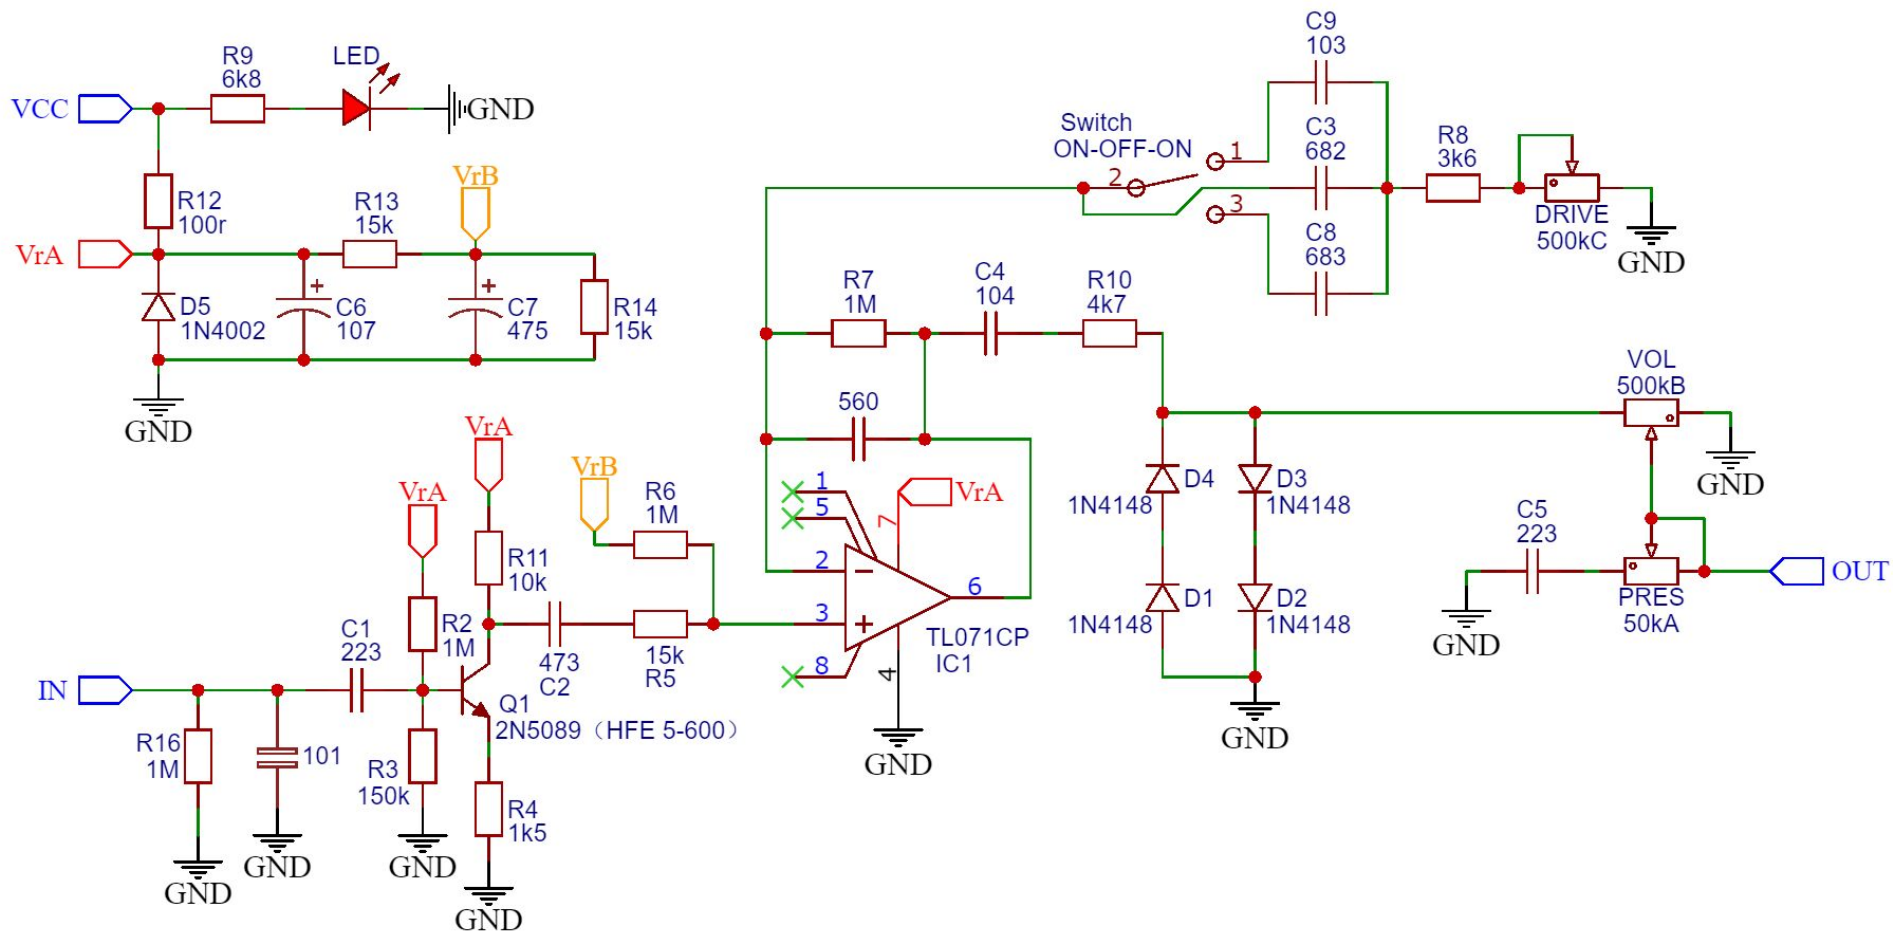 C9
103
R9
6k8
LED
VCC
GND
Switch
ON-OFF-ON
1
2
3
C3
682
R8
3k6
VrB
R12
100r
R13
15k
DRIVE
500kC
GND
VrA
C8
683
D5
1N4002
C6
107
C7
475
R14
15k
R7
1M
C4
104
R10
4k7
GND
VOL
500kB
560
GND
VrA
VrA
VrB
R6
1M
1
5
7
VrA
D4
1N4148
D3
1N4148
C5
223
R11
10k
2
3
6
8
4
TL071CP
IC1
D1
1N4148
D2
1N4148
OUT
PRES
50kA
GND
C1
223
R2
1M
473
C2
15k
R5
IN
Q1
2N5089（HFE 5-600）
GND
GND
R16
1M
101
R3
150k
R4
1k5
GND
GND
GND
GND